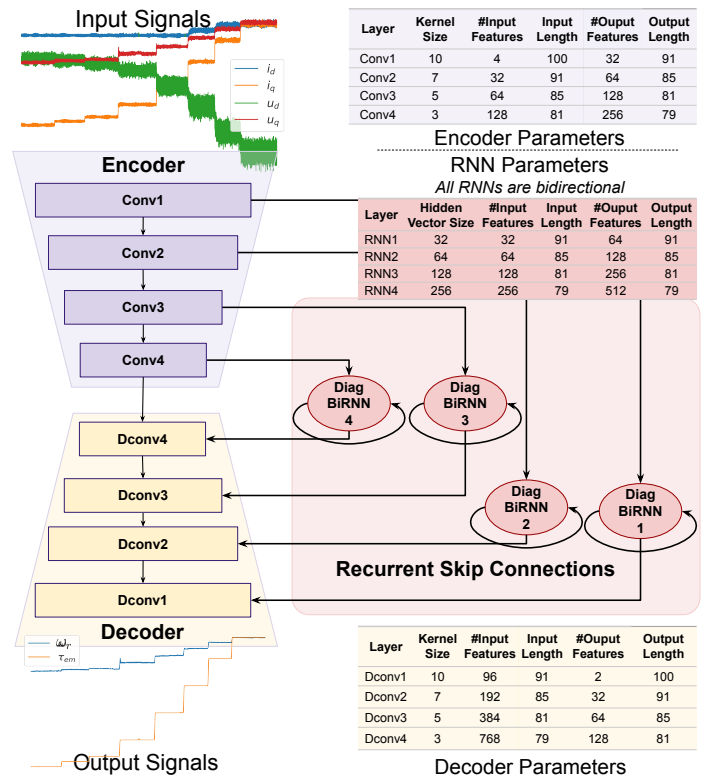 Input Signals
i_d
i_q
u_d
u_q
Layer Kernel Size #Input Features Input Length #Ouput Features Output Length
Conv1 10 4 100 32 91
Conv2 7 32 91 64 85
Conv3 5 64 85 128 81
Conv4 3 128 81 256 79
Encoder Parameters
RNN Parameters
All RNNs are bidirectional
Layer Hidden Vector Size #Input Features Input Length #Ouput Features Output Length
RNN1 32 32 91 64 91
RNN2 64 64 85 128 85
RNN3 128 128 81 256 81
RNN4 256 256 79 512 79
Encoder
Conv1
Conv2
Conv3
Conv4
Diag
BiRNN
4
Diag
BiRNN
3
Diag
BiRNN
2
Diag
BiRNN
1
Recurrent Skip Connections
Dconv4
Dconv3
Dconv2
Dconv1
Decoder
ω_r
τ_em
Output Signals
Layer Kernel Size #Input Features Input Length #Ouput Features Output Length
Dconv1 10 96 91 2 100
Dconv2 7 192 85 32 91
Dconv3 5 384 81 64 85
Dconv4 3 768 79 128 81
Decoder Parameters